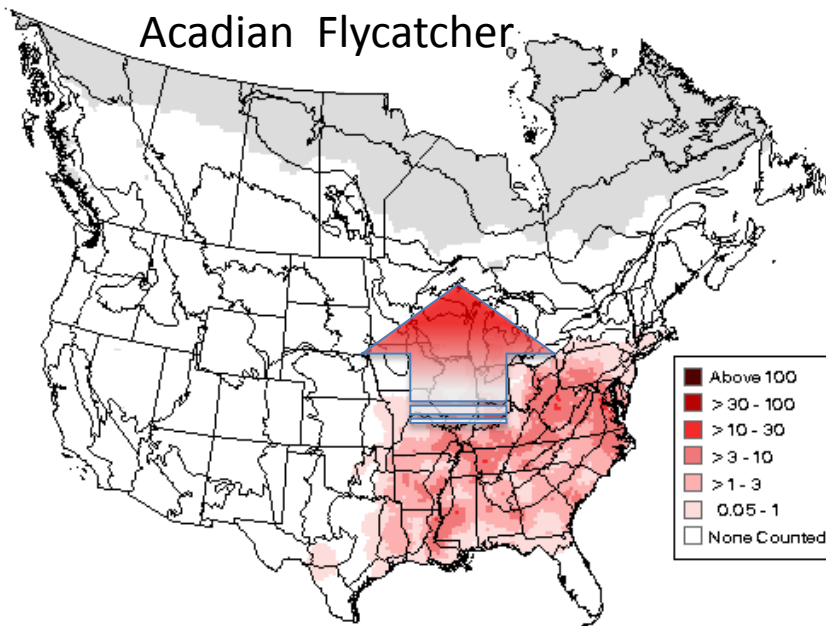 Acadian Flycatcher
Above 100
> 30 - 100
> 10 - 30
> 3 - 10
> 1 - 3
0.05 - 1
None Counted